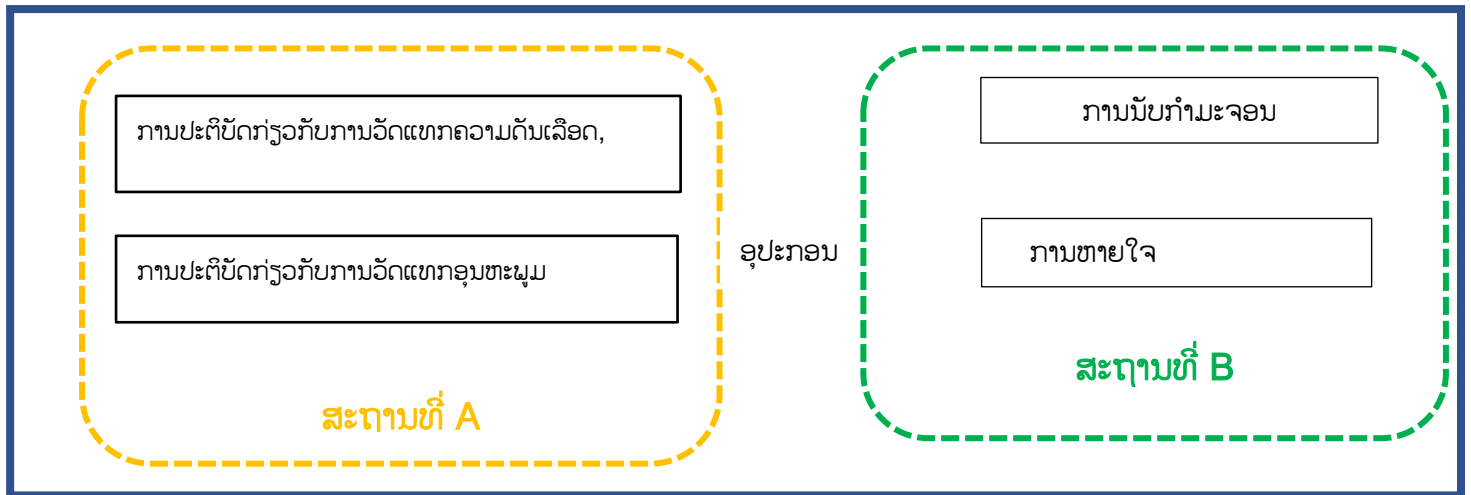 ການປະຕິບັດກ່ຽວກັບການວັດແທກຄວາມດັນເລືອດ,
ການປະຕິບັດກ່ຽວກັບການວັດແທກອຸນຫະພູມ
ສະຖານທີ່ A
ອຸປະກອນ
ການນັບກຳມະຈອນ
ການຫາຍໃຈ
ສະຖານທີ່ B